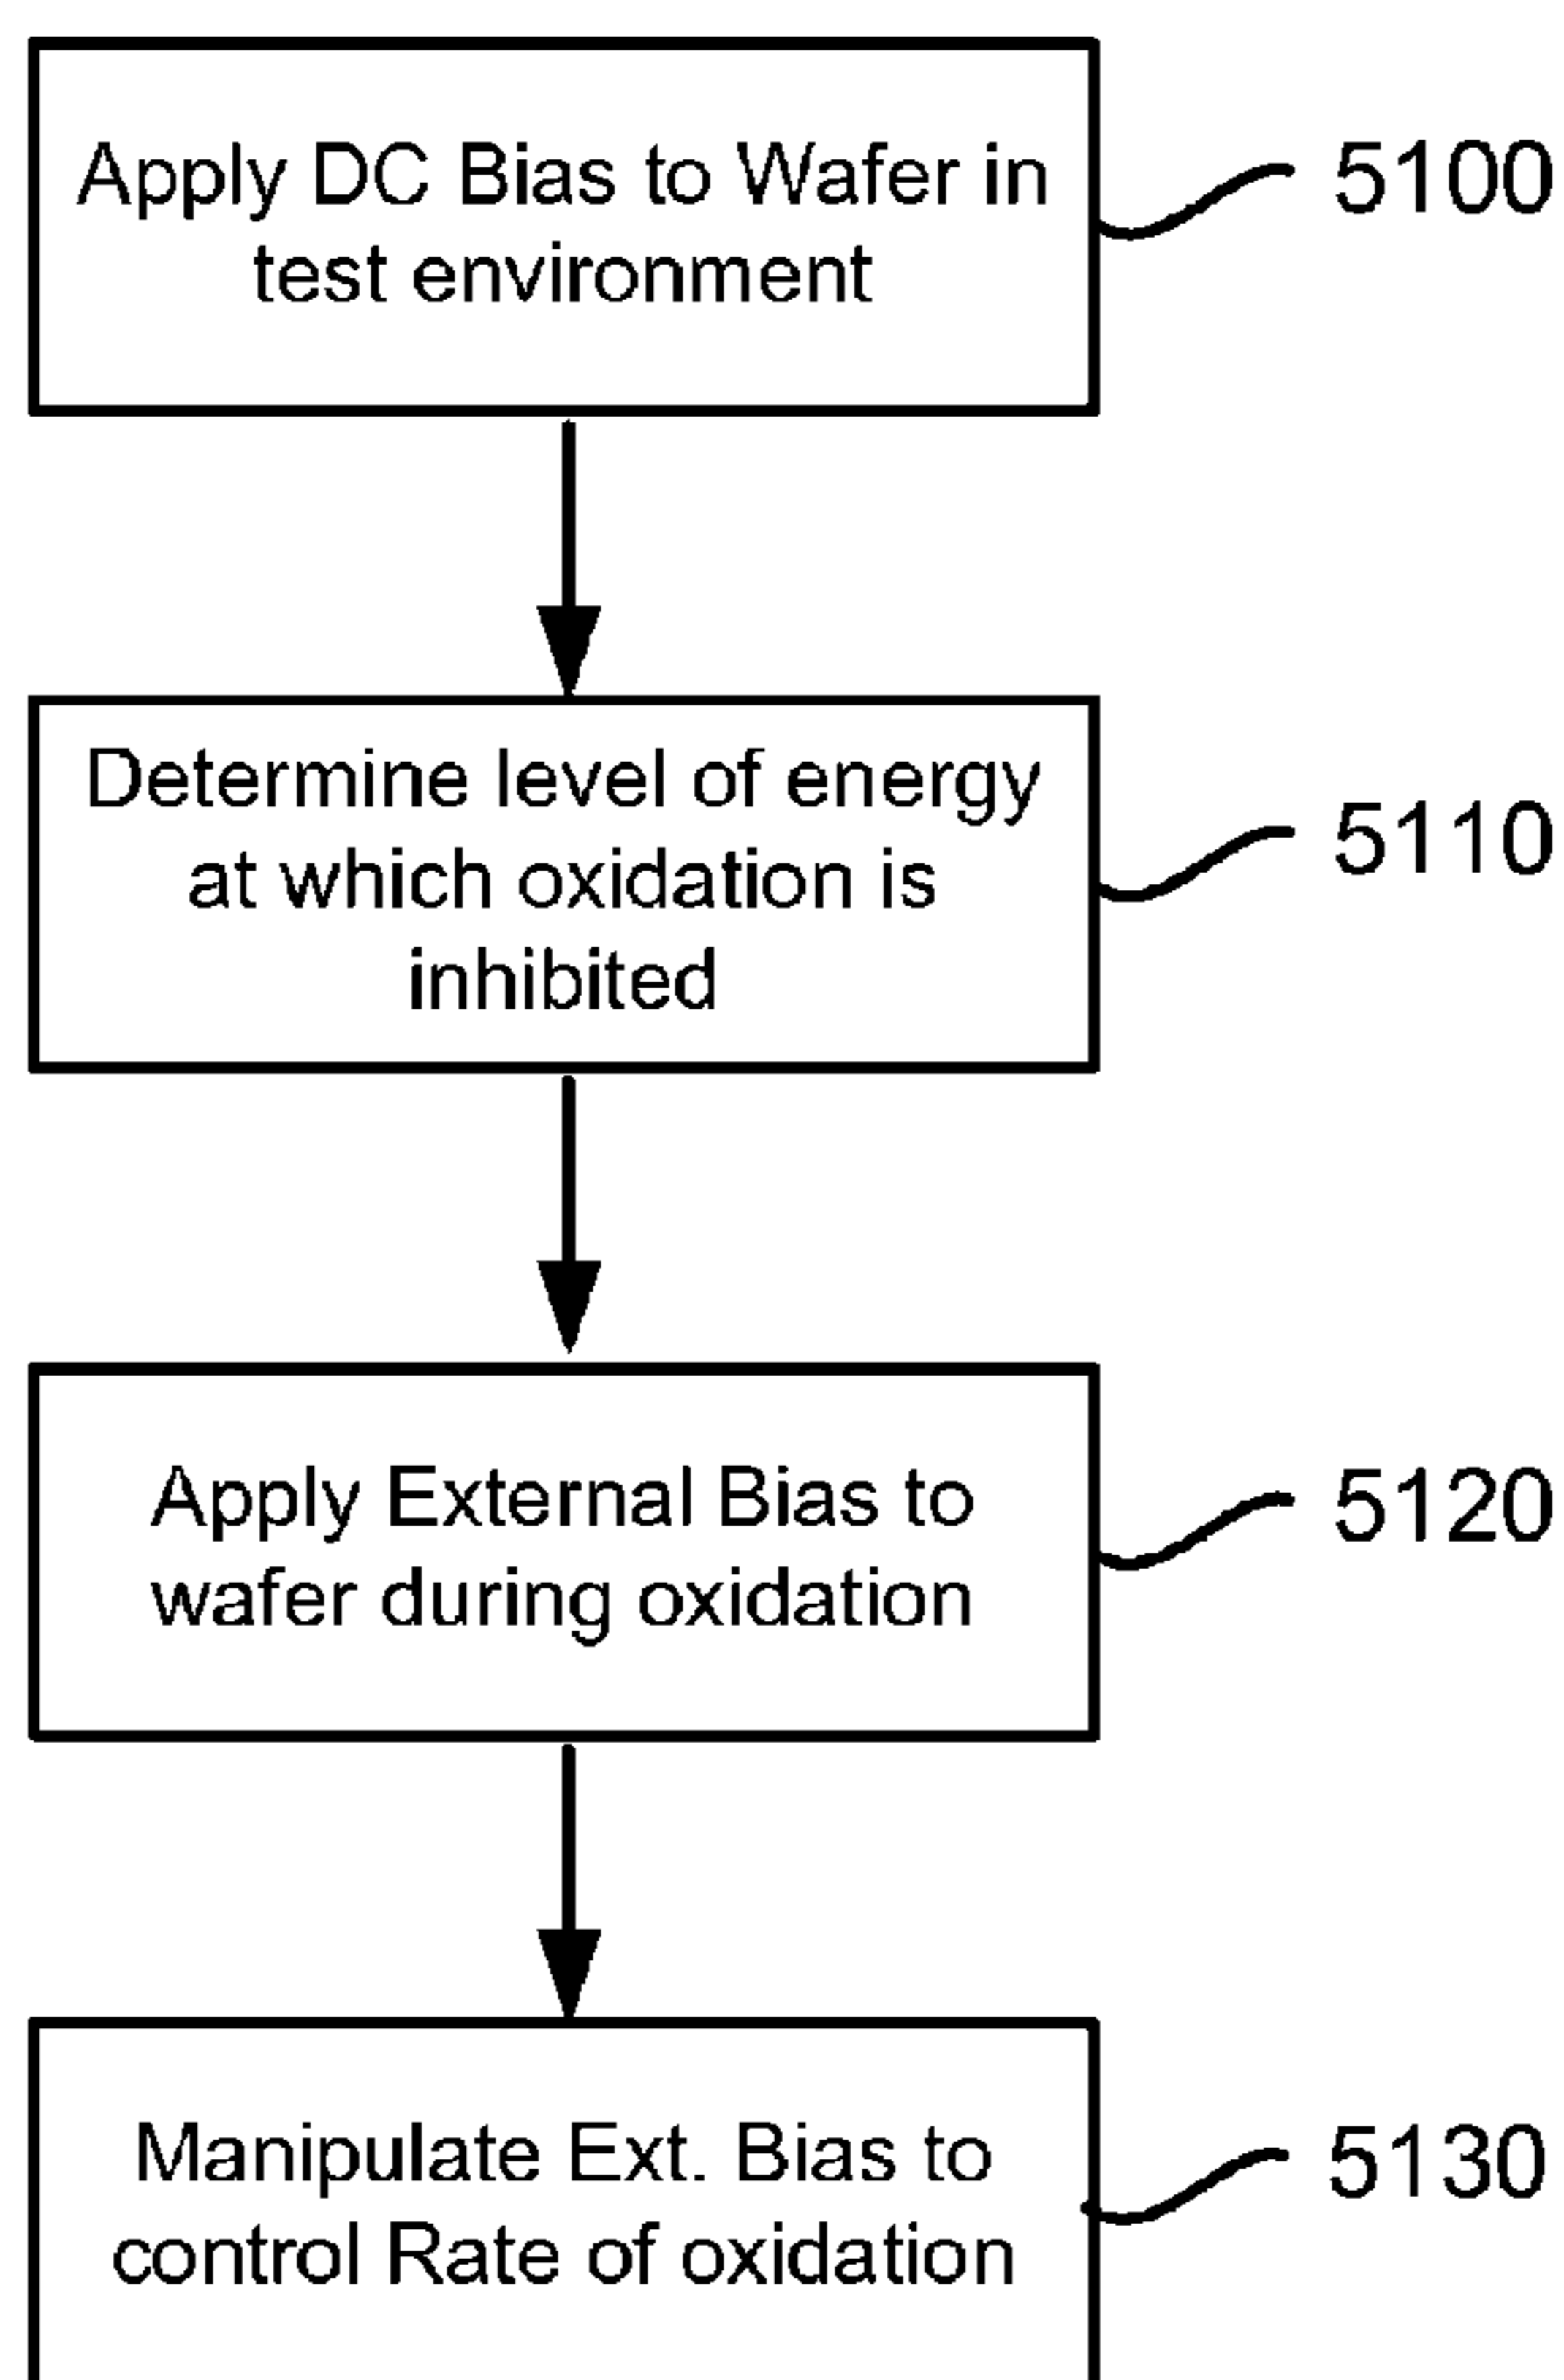 Apply DC Bias to Wafer in
test environment
5100
Determine level of energy
at which oxidation is
inhibited
5110
Apply External Bias to
wafer during oxidation
5120
Manipulate Ext. Bias to
control Rate of oxidation
5130